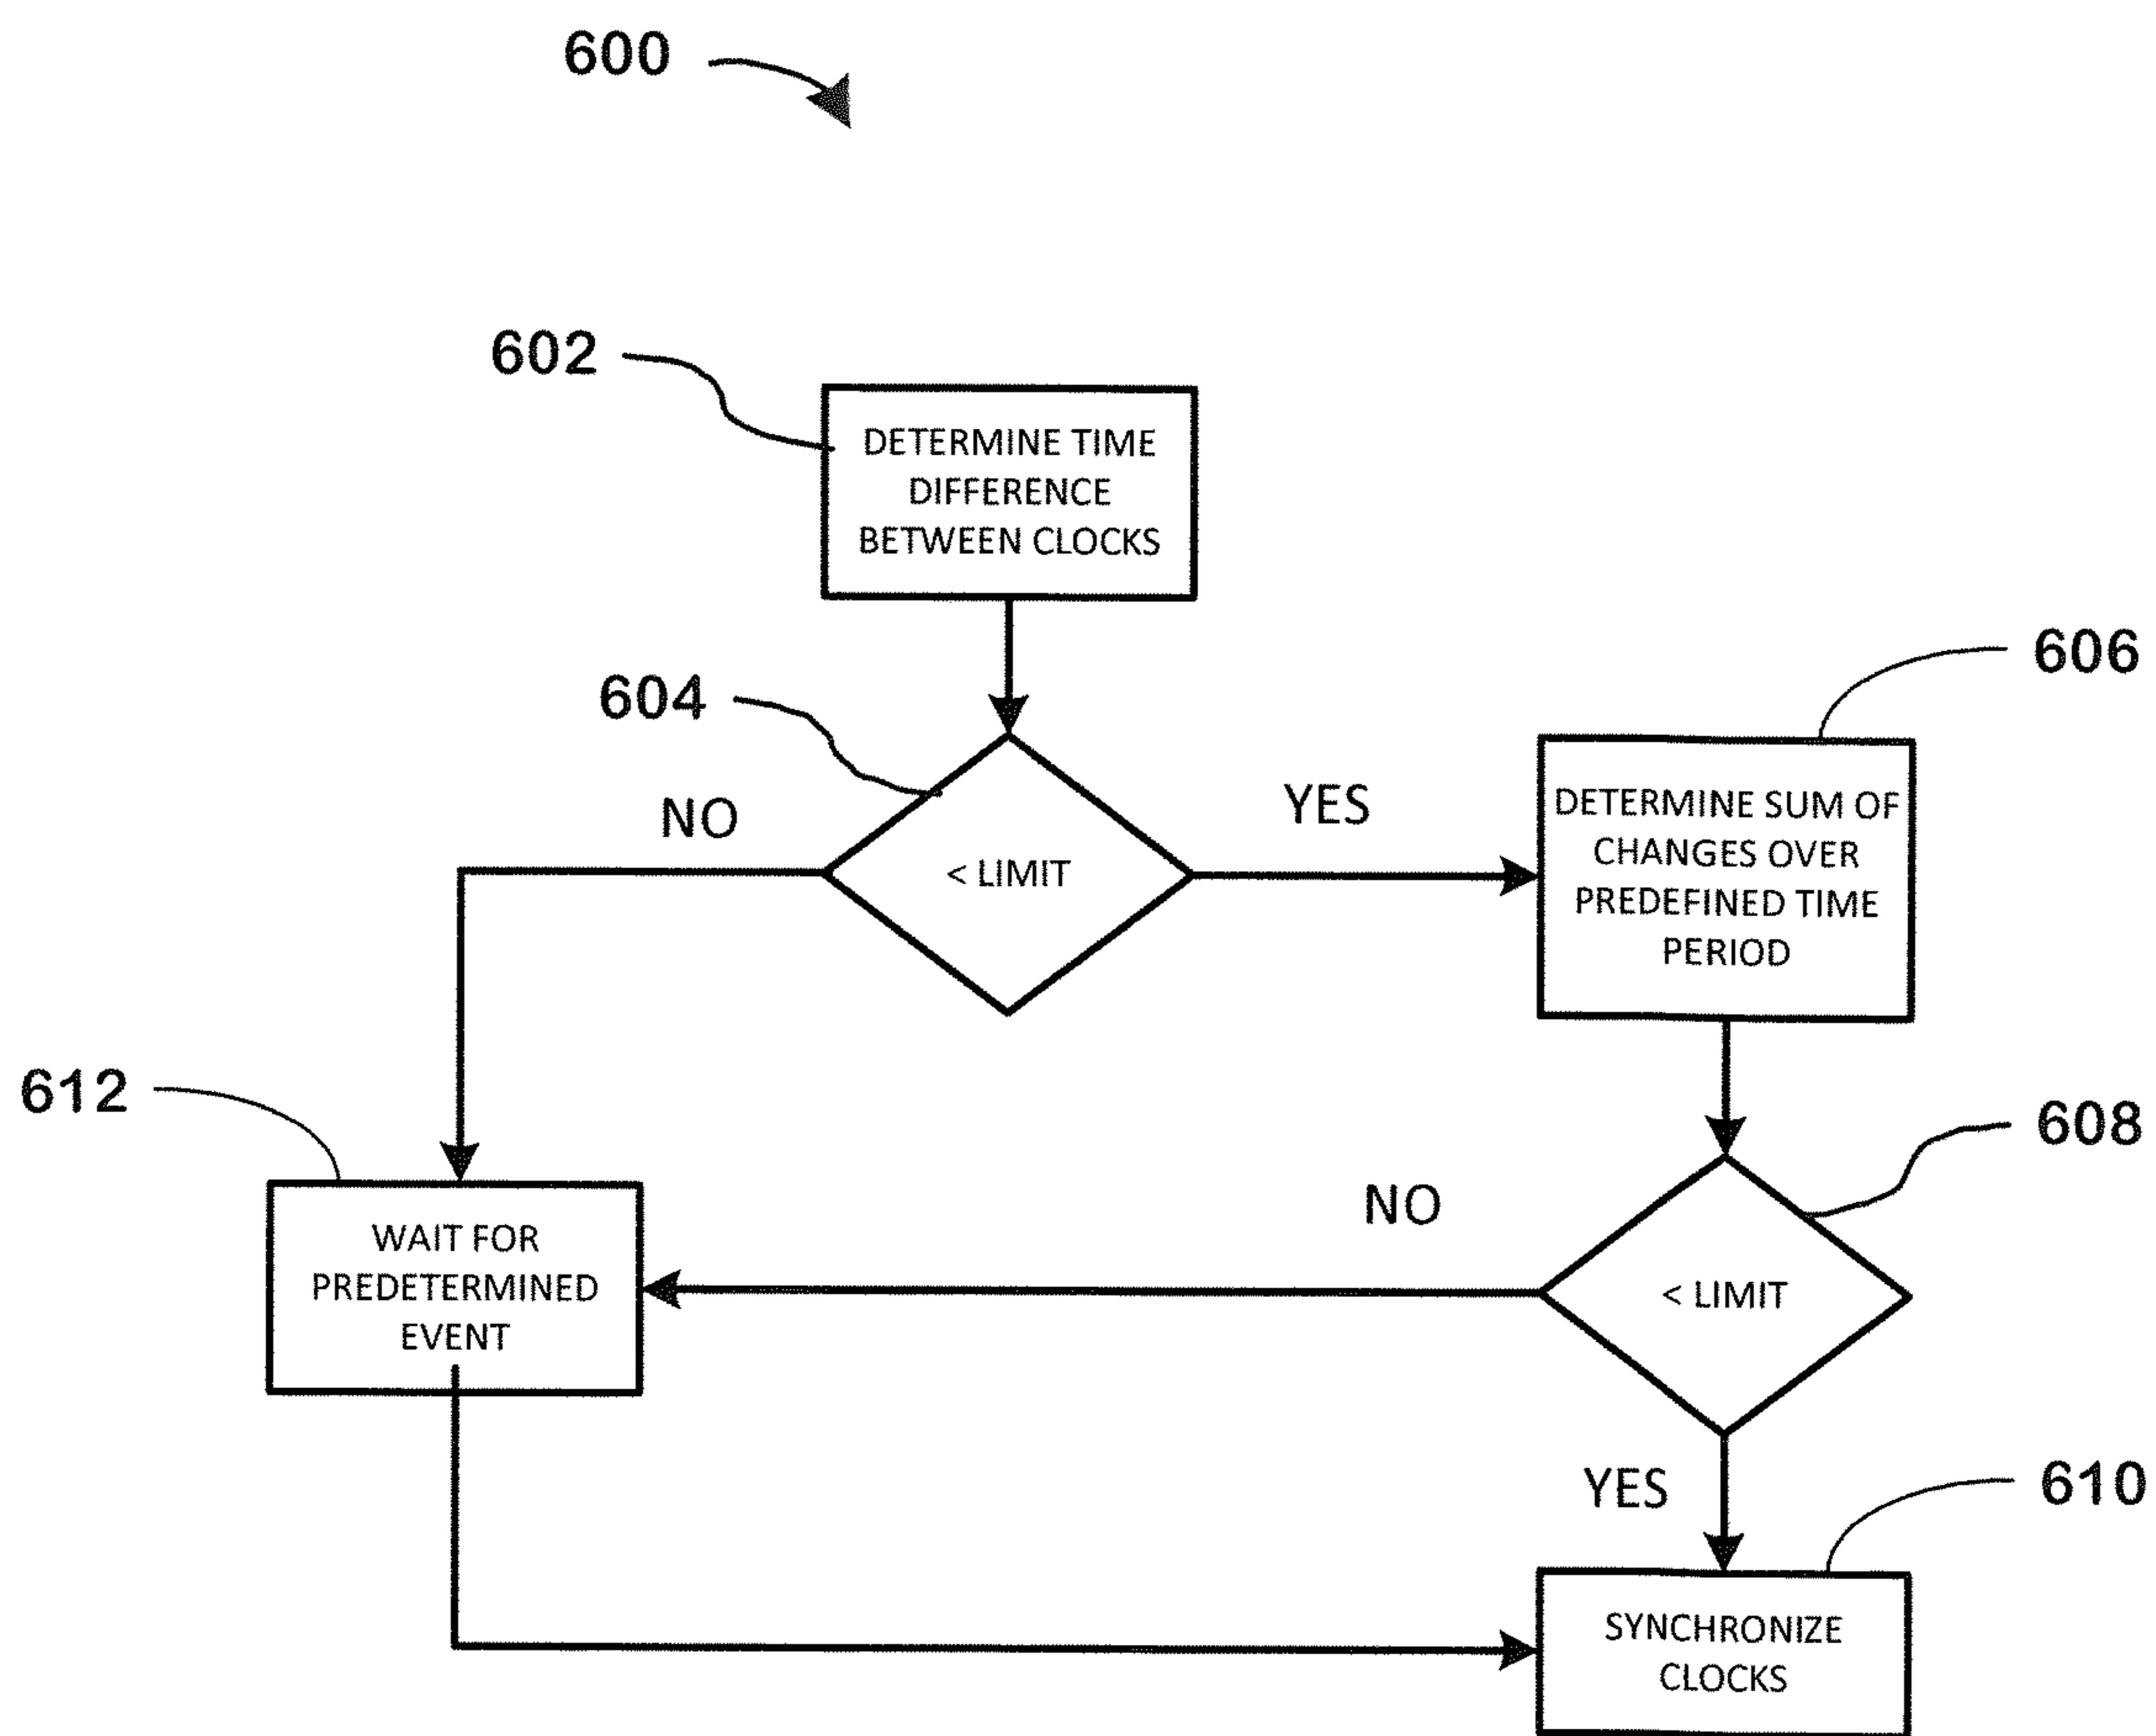 600
602
DETERMINE TIME
DIFFERENCE
BETWEEN CLOCKS
604
NO
< LIMIT
YES
606
DETERMINE SUM OF
CHANGES OVER
PREDEFINED TIME
PERIOD
612
WAIT FOR
PREDETERMINED
EVENT
NO
608
< LIMIT
YES
610
SYNCHRONIZE
CLOCKS